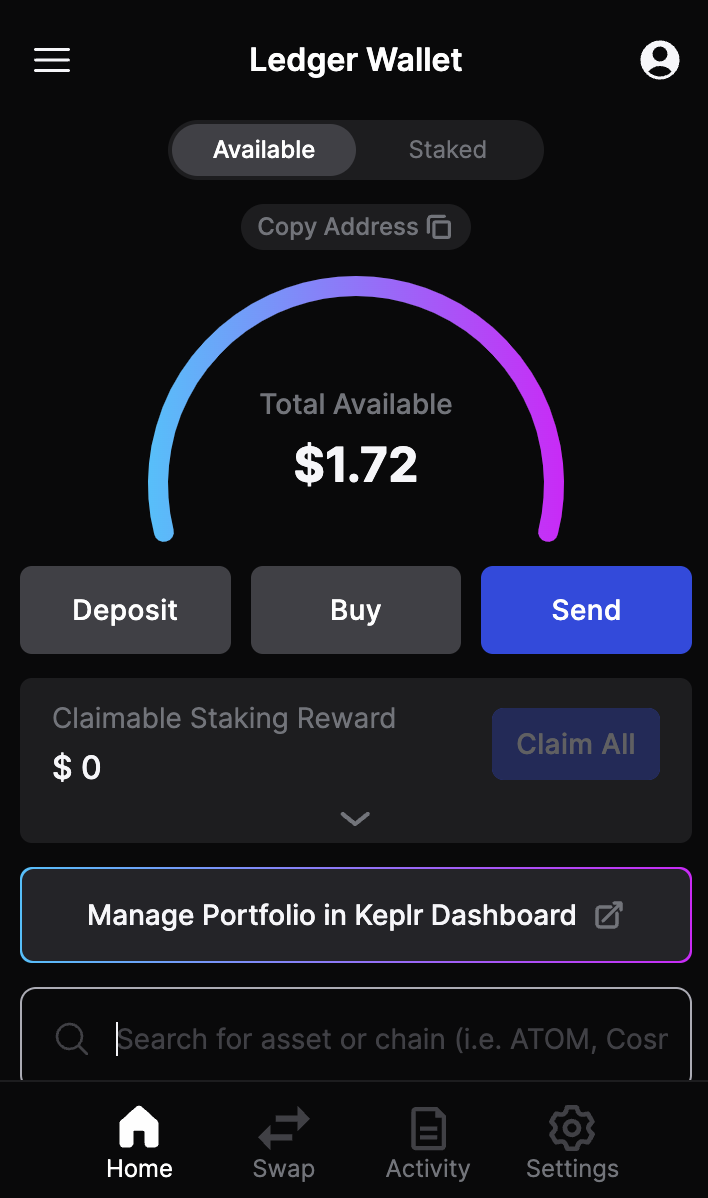 Ledger Wallet
Available
Staked
Copy Address
Total Available
$1.72
Deposit
Buy
Send
Claimable Staking Reward
$ 0
Claim All
Manage Portfolio in Keplr Dashboard
Search for asset or chain (i.e. ATOM, Cosm
Home
Swap
Activity
Settings